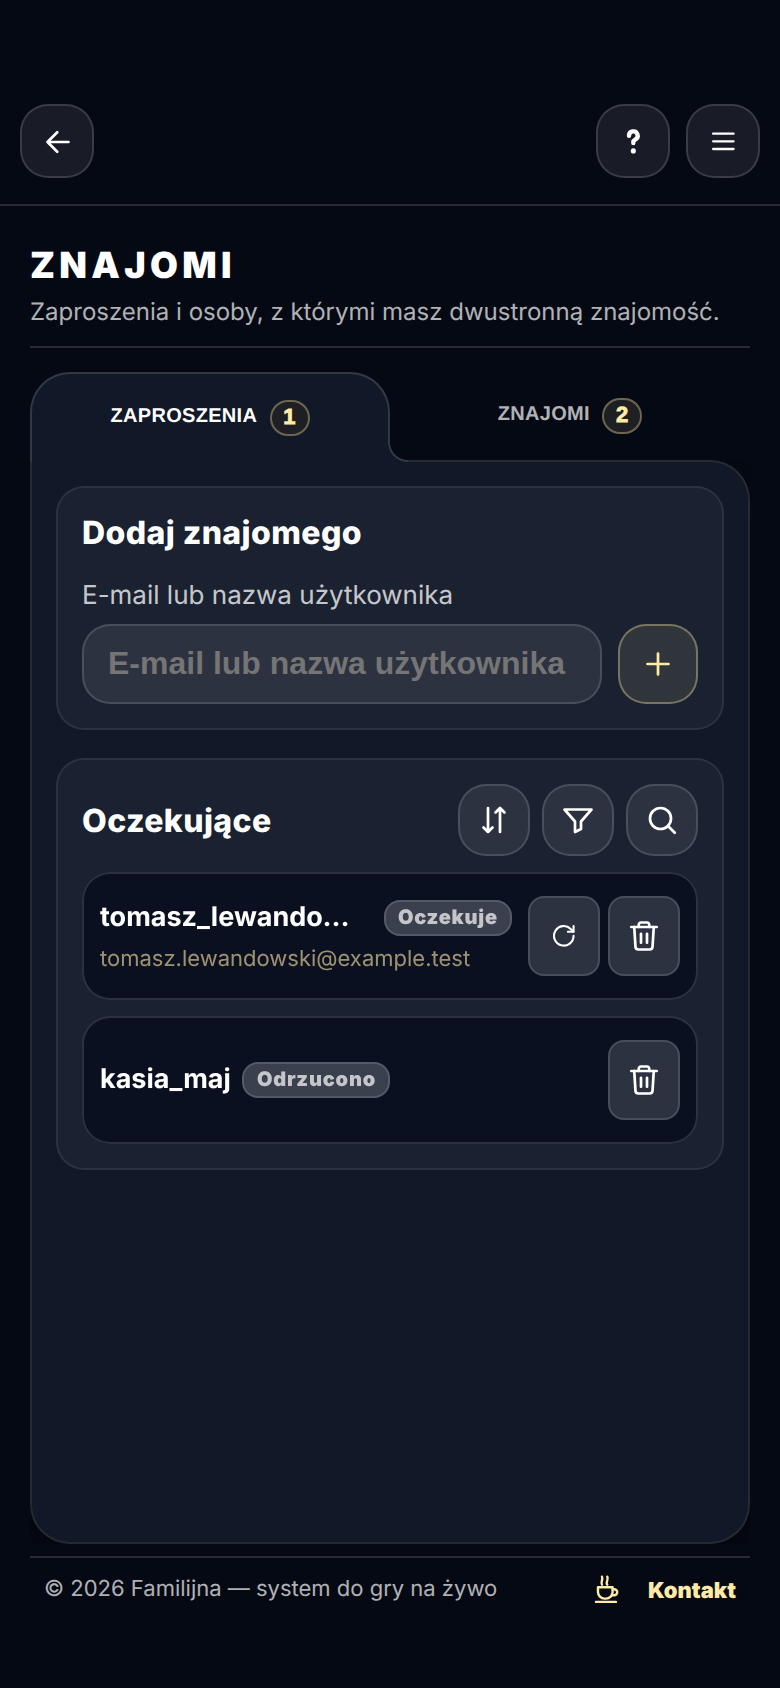 ?
ZNAJOMI
Zaproszenia i osoby, z którymi masz dwustronną znajomość.
ZAPROSZENIA 1
ZNAJOMI 2
Dodaj znajomego
E-mail lub nazwa użytkownika
E-mail lub nazwa użytkownika
Oczekujące
tomasz_lewando... Oczekuje
tomasz.lewandowski@example.test
kasia_maj Odrzucono
© 2026 Familijna — system do gry na żywo
Kontakt